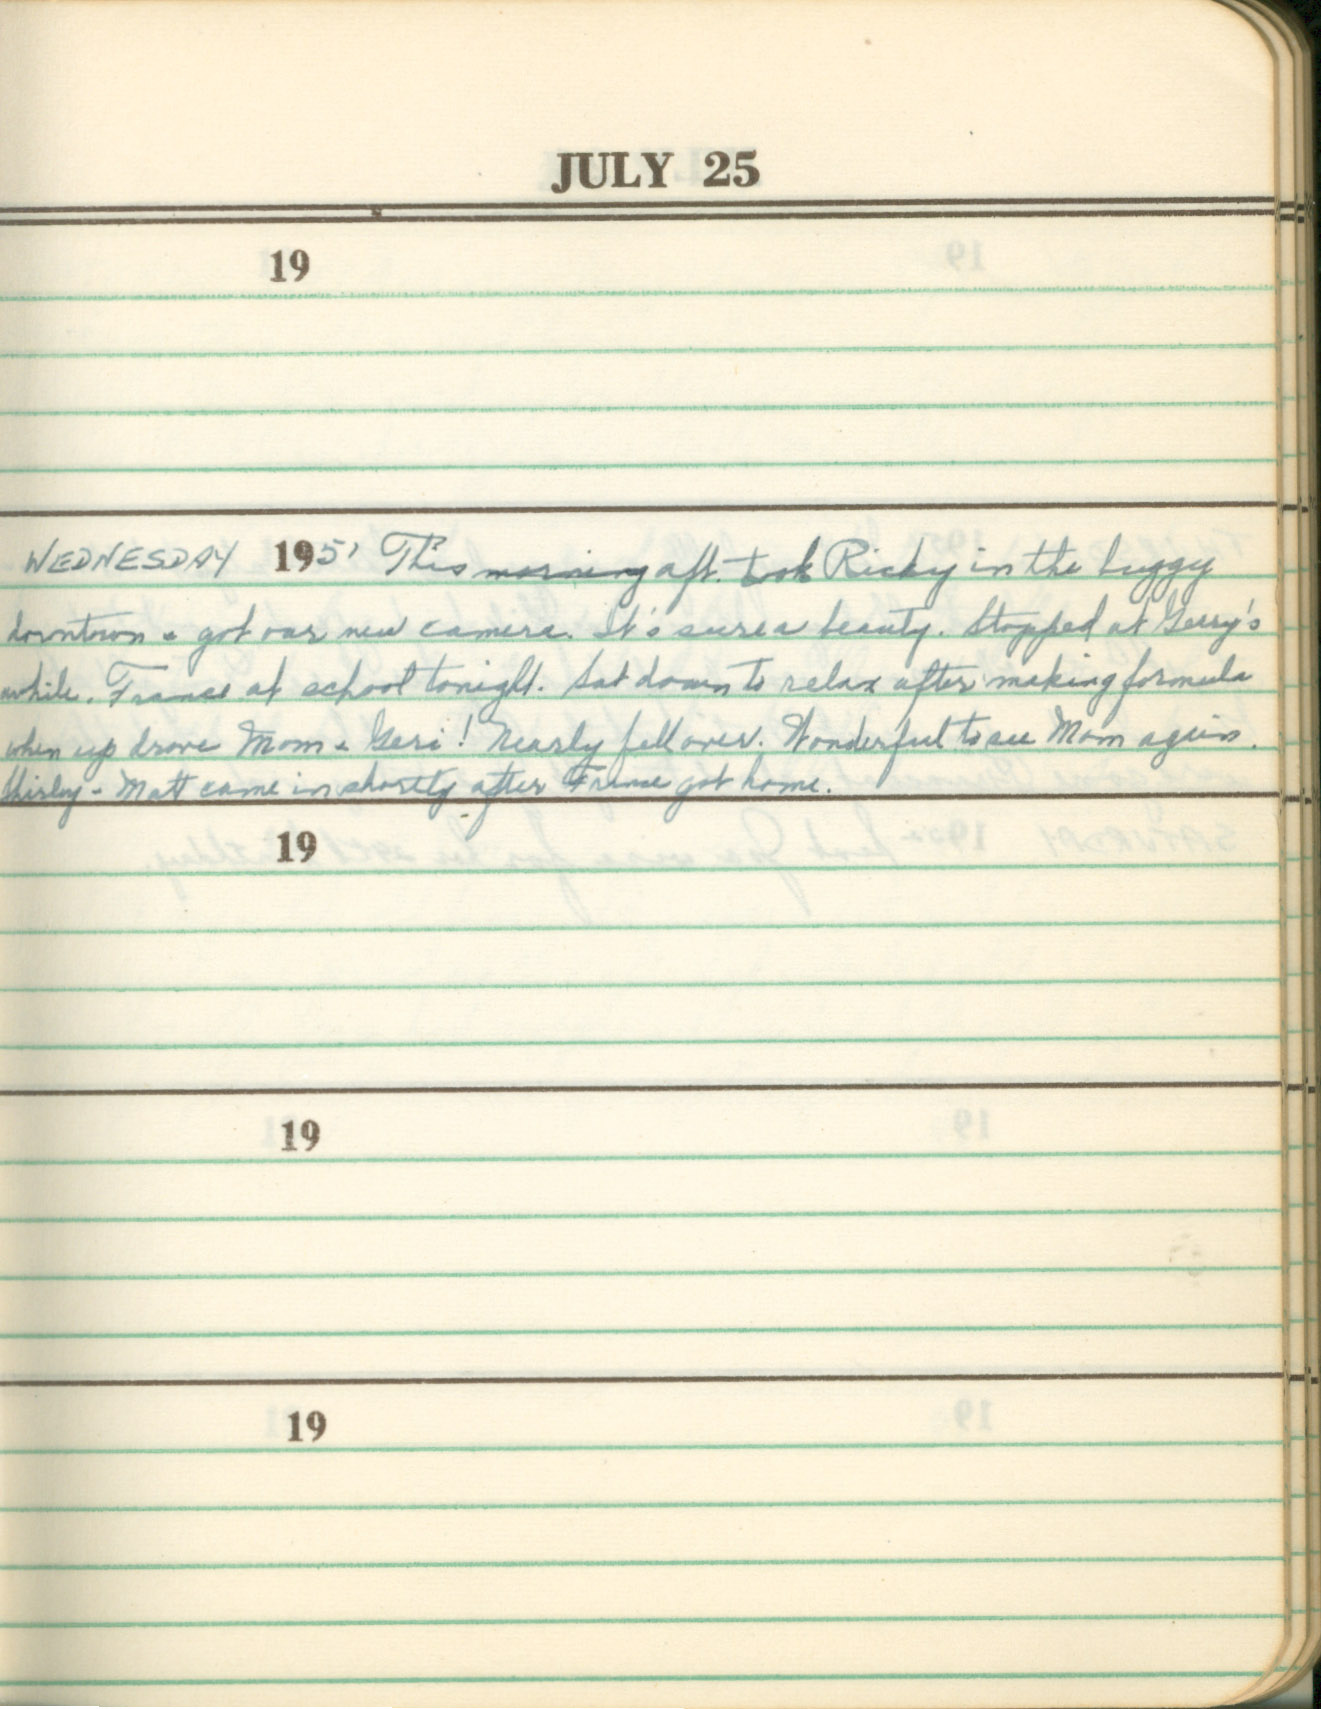 JULY 25
19
WEDNESDAY 1951 This morning aft. took Ricky in the buggy
downtown & got our new camera. It's sure a beauty. Stopped at Gerry's
awhile. France at school tonight. Sat down to relax after making formula
when up drove Mom & Geri! Nearly fell over. Wonderful to see Mom again.
Shirley - Matt came in shortly after France got home.
19
19
19